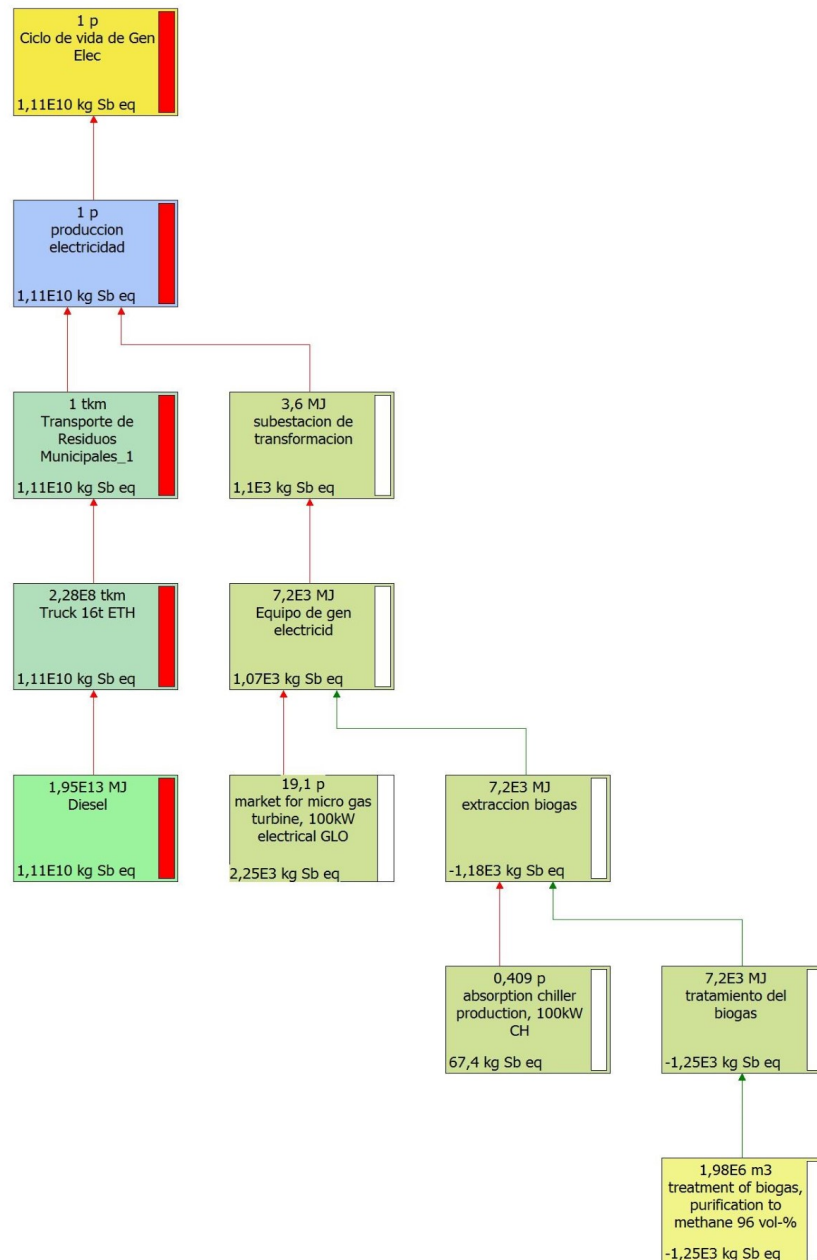 1 p
Ciclo de vida de Gen
Elec
1,11E10 kg Sb eq
1 p
produccion
electricidad
1,11E10 kg Sb eq
1 tkm
Transporte de
Residuos
Municipales_1
1,11E10 kg Sb eq
3,6 MJ
subestacion de
transformacion
1,1E3 kg Sb eq
2,28E8 tkm
Truck 16t ETH
1,11E10 kg Sb eq
7,2E3 MJ
Equipo de gen
electricid
1,07E3 kg Sb eq
1,95E13 MJ
Diesel
1,11E10 kg Sb eq
19,1 p
market for micro gas
turbine, 100kW
electrical GLO
2,25E3 kg Sb eq
7,2E3 MJ
extraccion biogas
-1,18E3 kg Sb eq
0,409 p
absorption chiller
production, 100kW
CH
67,4 kg Sb eq
7,2E3 MJ
tratamiento del
biogas
-1,25E3 kg Sb eq
1,98E6 m3
treatment of biogas,
purification to
methane 96 vol-%
-1,25E3 kg Sb eq